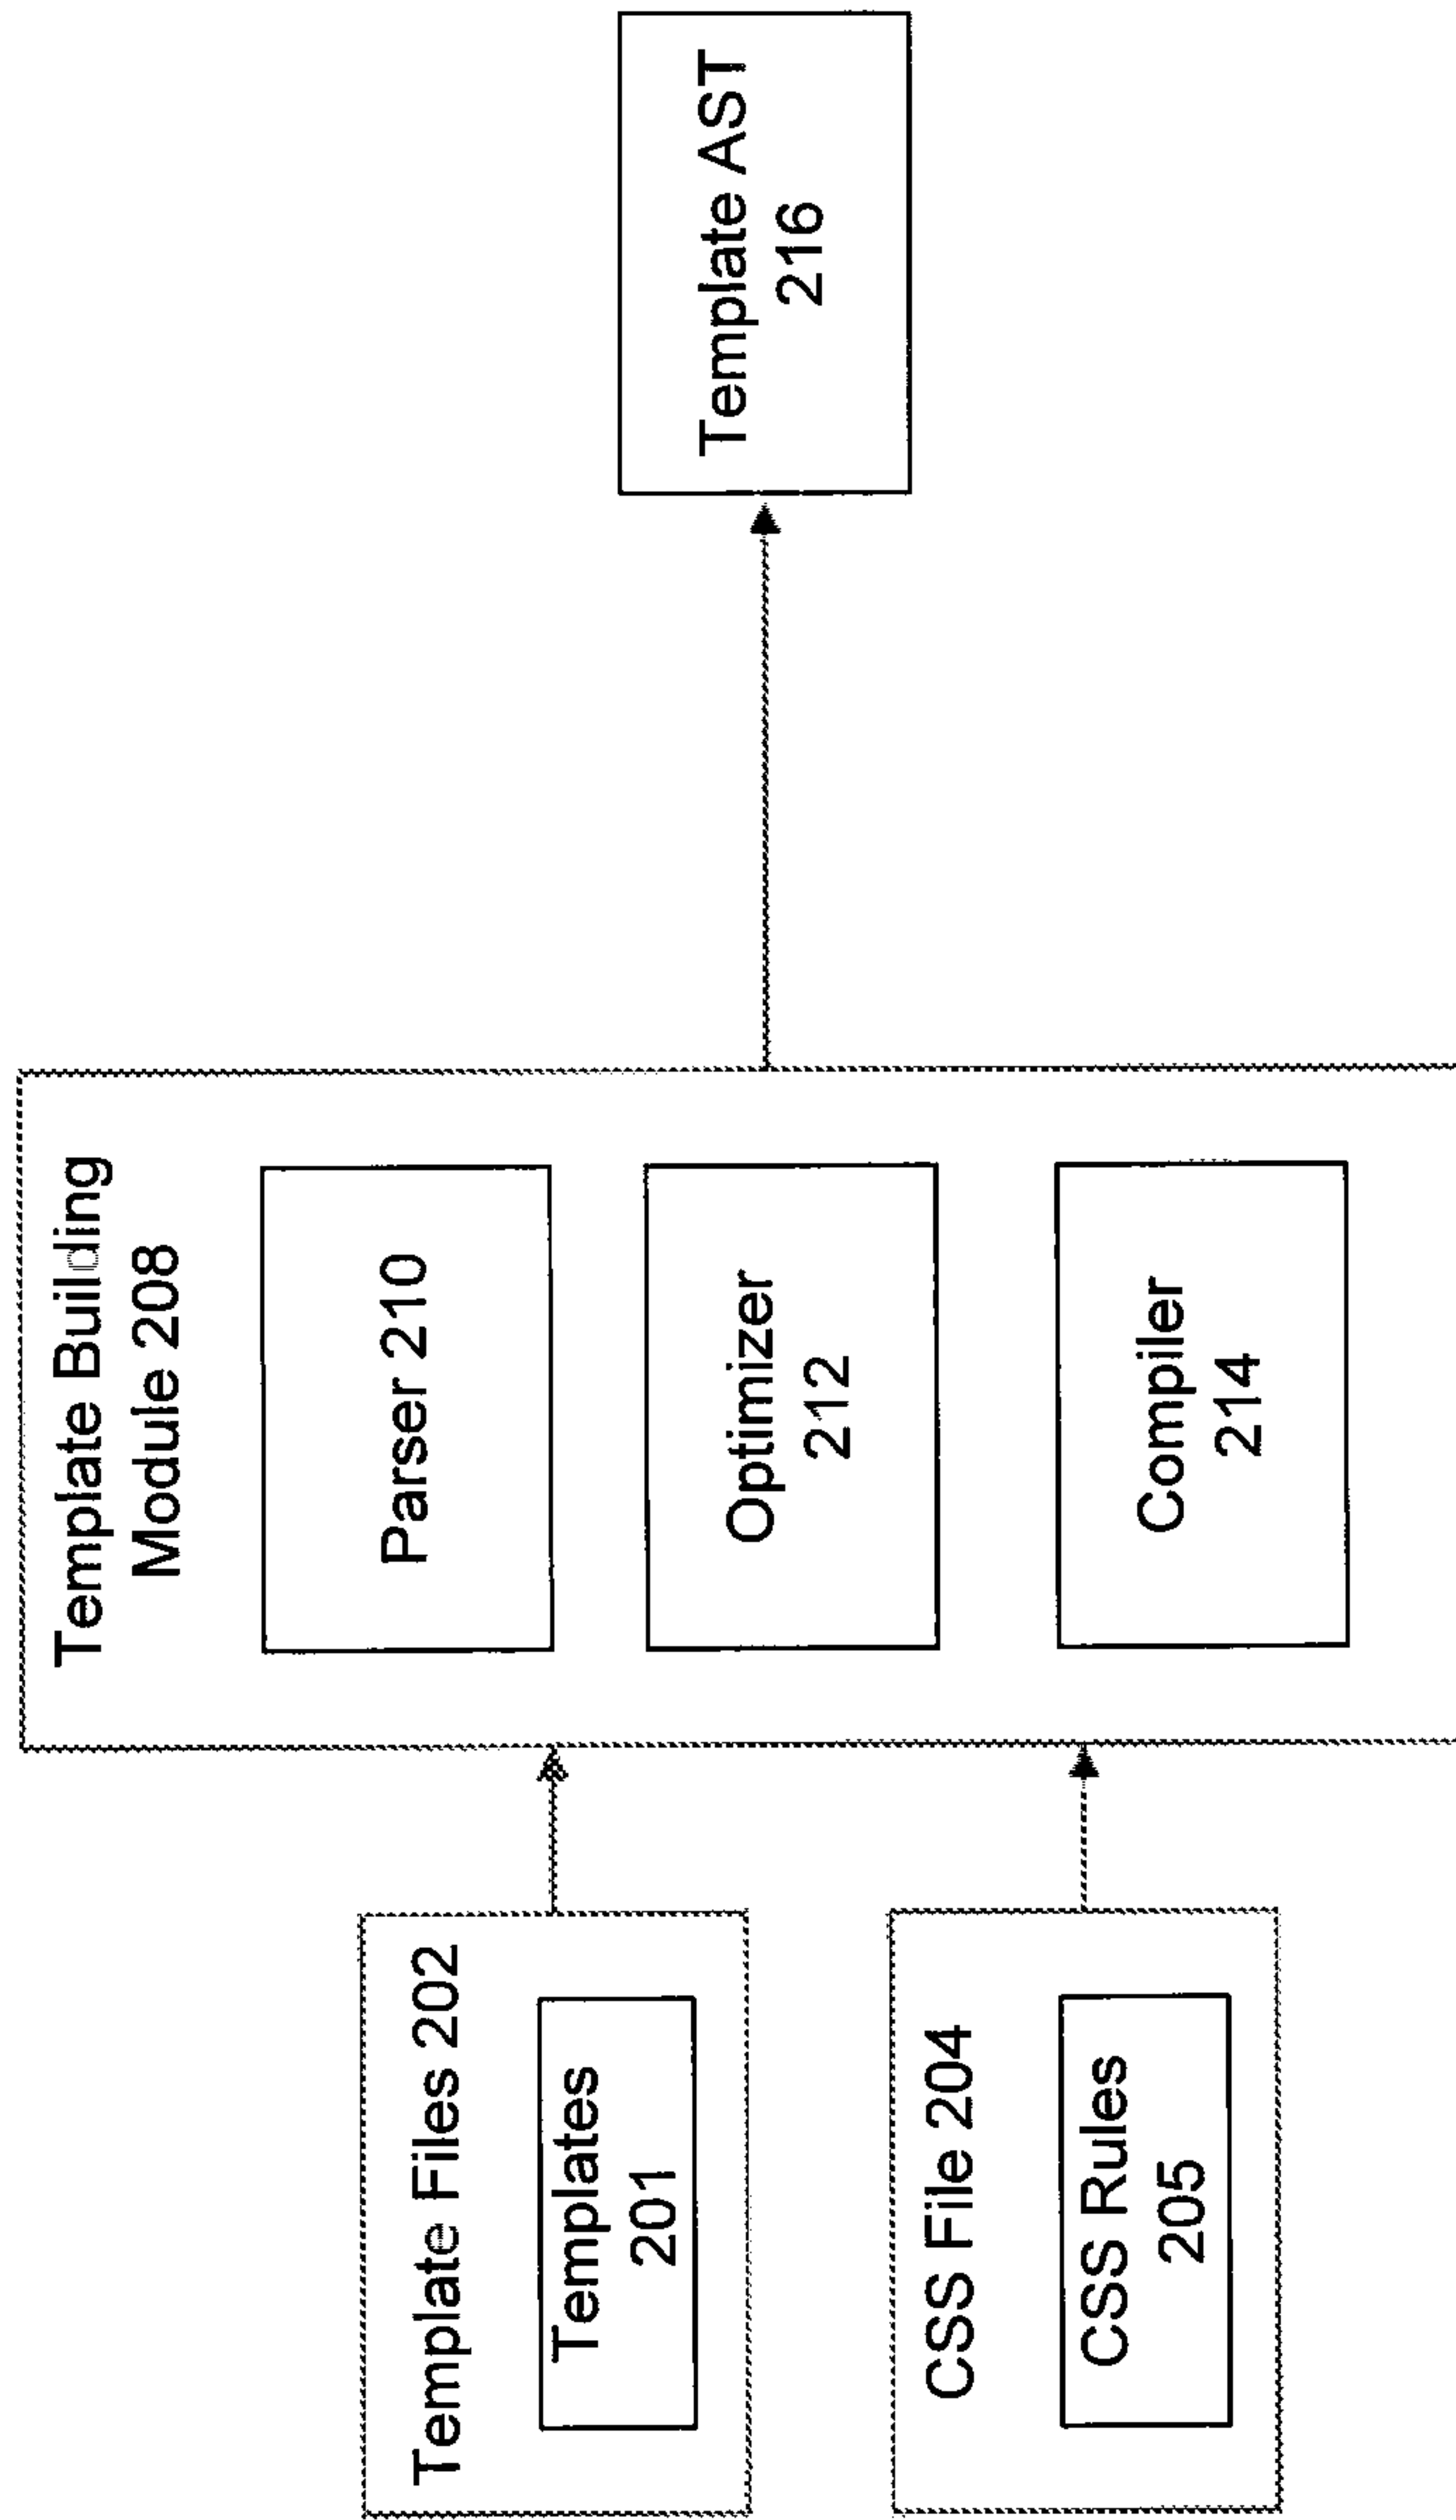 Template Files 202
Templates
201
CSS File 204
CSS Rules
205
Template Building
Module 208
Parser 210
Optimizer
212
Compiler
214
Template AST
216